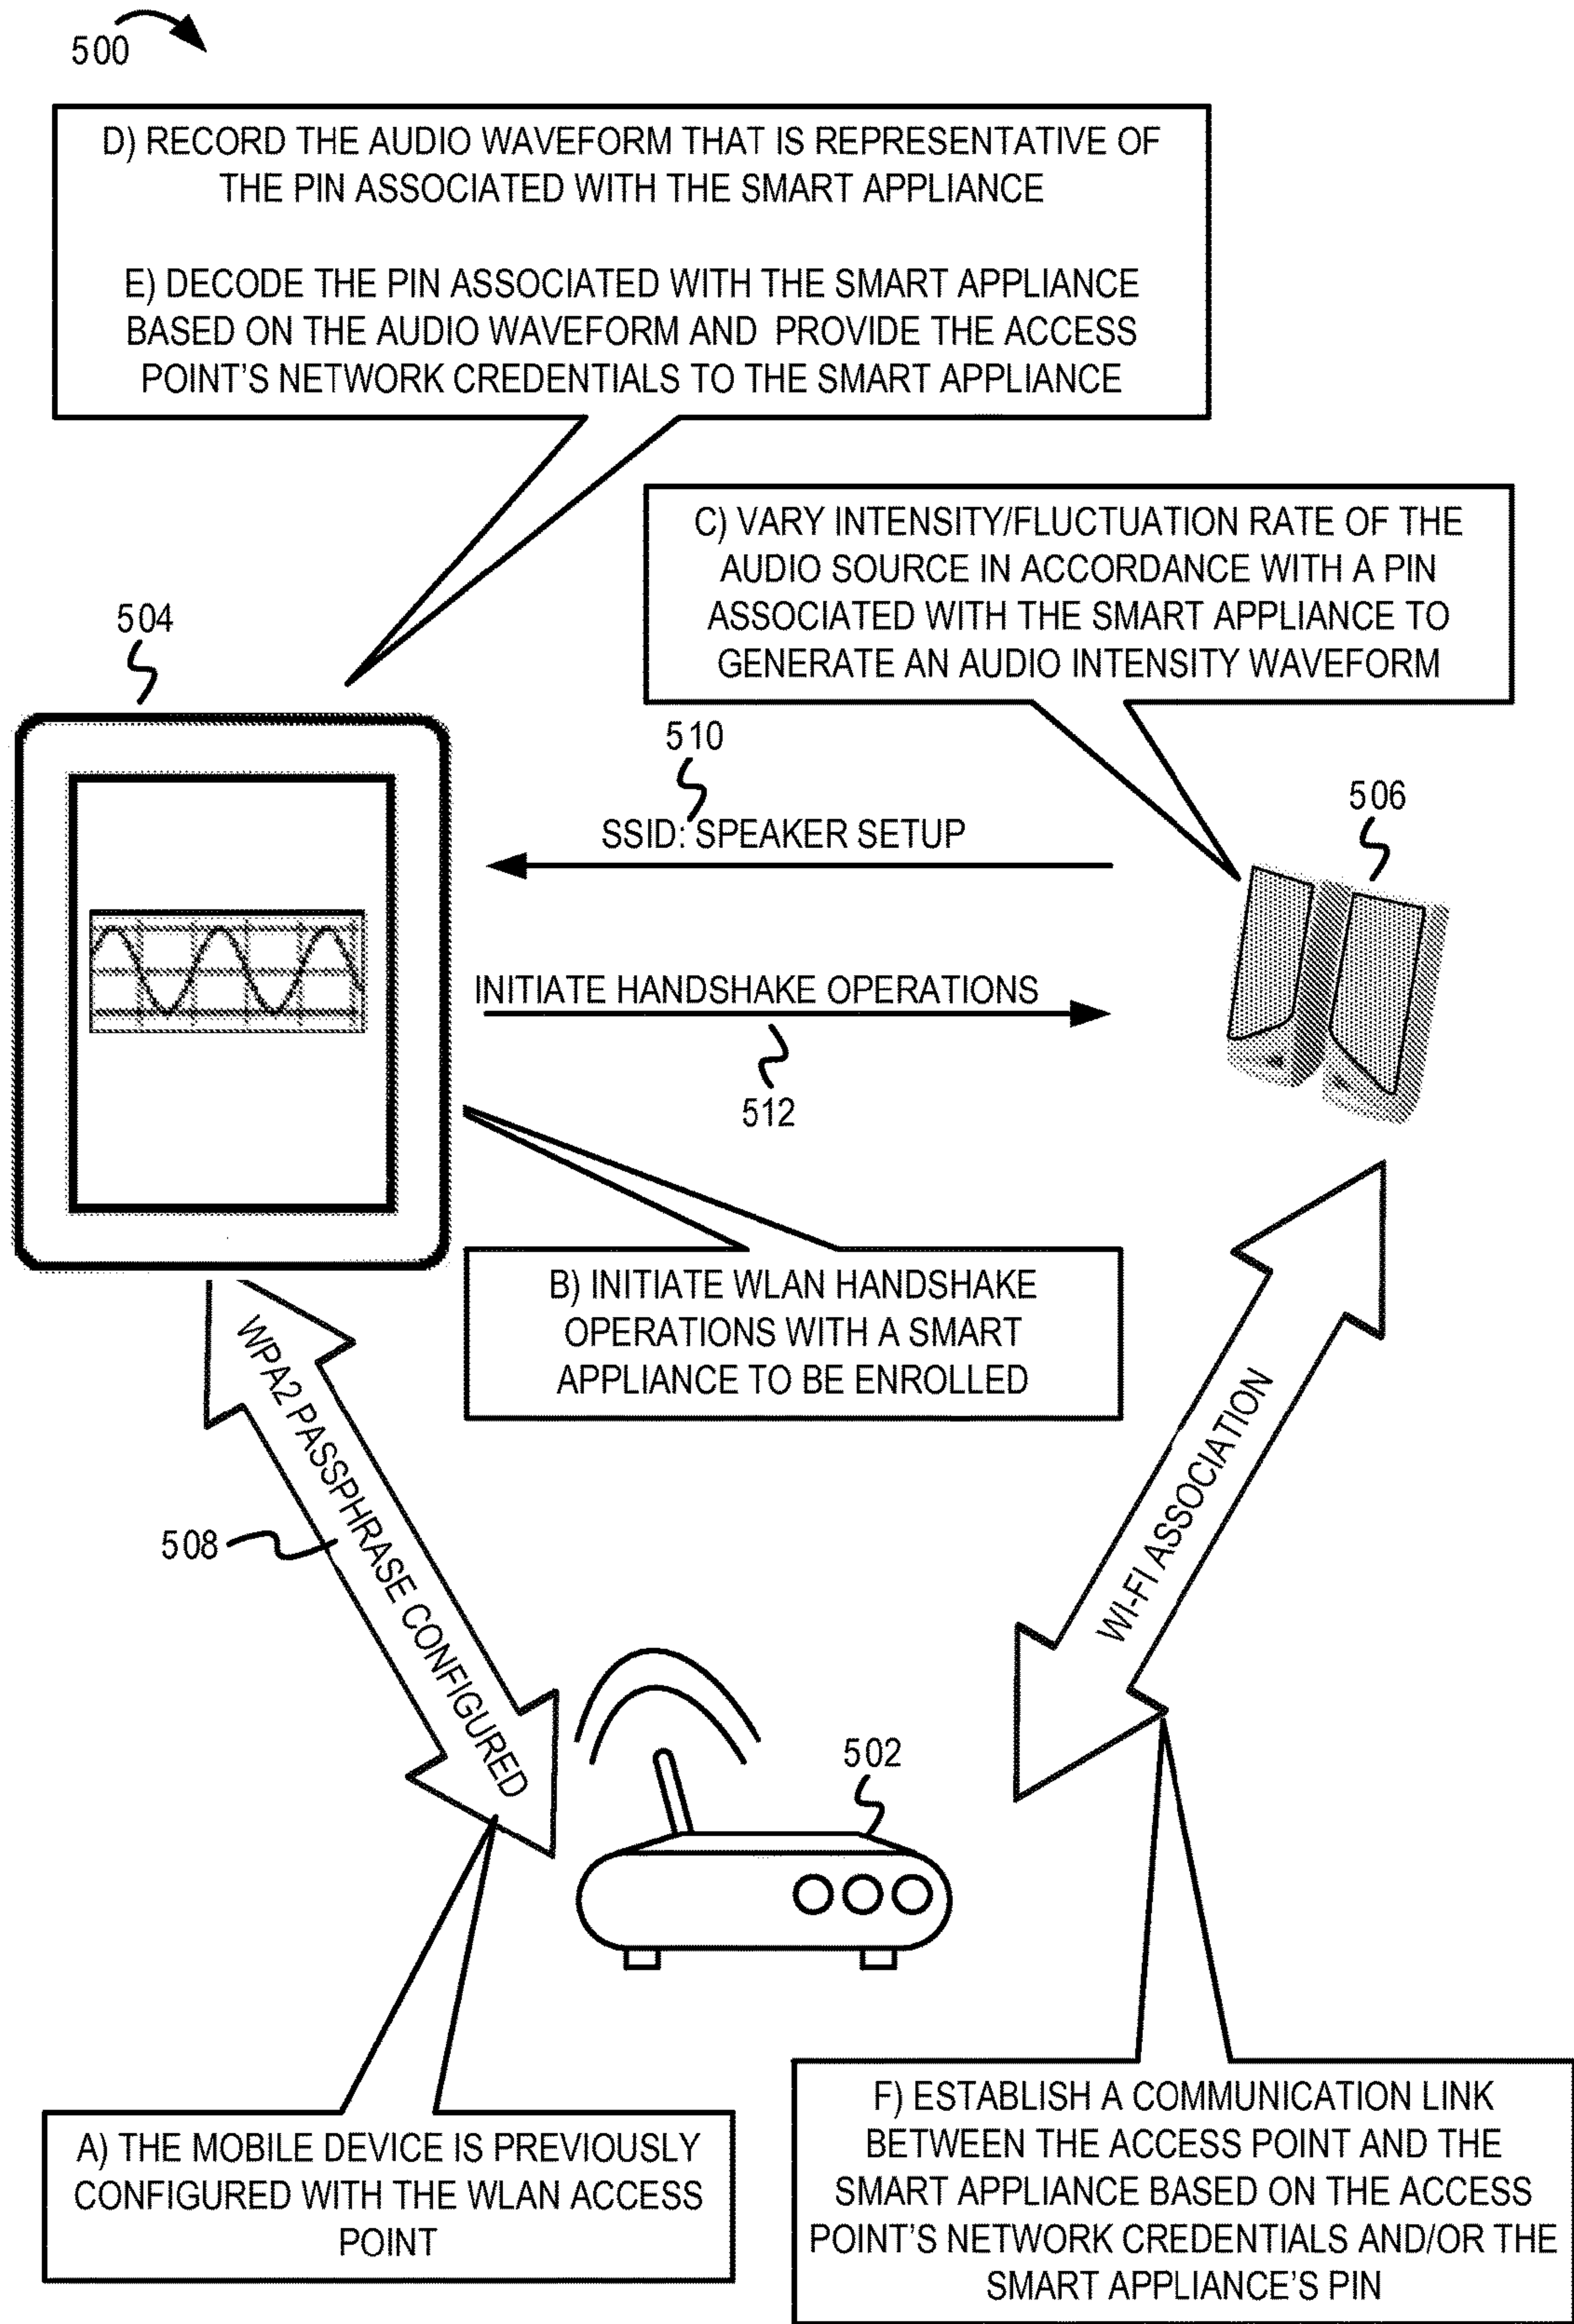 500
D) RECORD THE AUDIO WAVEFORM THAT IS REPRESENTATIVE OF
THE PIN ASSOCIATED WITH THE SMART APPLIANCE
E) DECODE THE PIN ASSOCIATED WITH THE SMART APPLIANCE
BASED ON THE AUDIO WAVEFORM AND PROVIDE THE ACCESS
POINT'S NETWORK CREDENTIALS TO THE SMART APPLIANCE
C) VARY INTENSITY/FLUCTUATION RATE OF THE
AUDIO SOURCE IN ACCORDANCE WITH A PIN
ASSOCIATED WITH THE SMART APPLIANCE TO
GENERATE AN AUDIO INTENSITY WAVEFORM
504
510
506
SSID: SPEAKER SETUP
INITIATE HANDSHAKE OPERATIONS
512
B) INITIATE WLAN HANDSHAKE
OPERATIONS WITH A SMART
APPLIANCE TO BE ENROLLED
WPA2 PASSPHRASE CONFIGURED
508
WI-FI ASSOCIATION
502
A) THE MOBILE DEVICE IS PREVIOUSLY
CONFIGURED WITH THE WLAN ACCESS
POINT
F) ESTABLISH A COMMUNICATION LINK
BETWEEN THE ACCESS POINT AND THE
SMART APPLIANCE BASED ON THE ACCESS
POINT'S NETWORK CREDENTIALS AND/OR THE
SMART APPLIANCE'S PIN